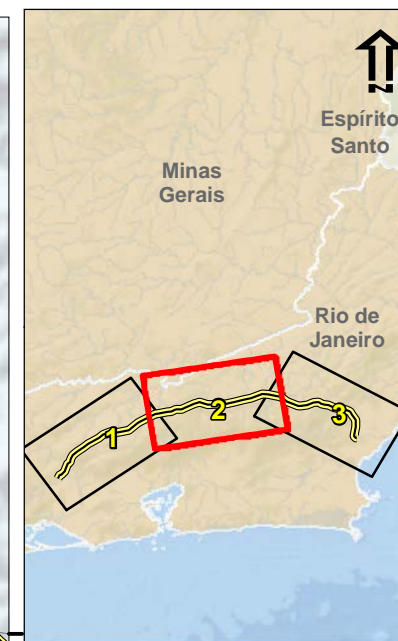 N
Espírito
Santo
Minas
Gerais
Rio de
Janeiro
1
2
3